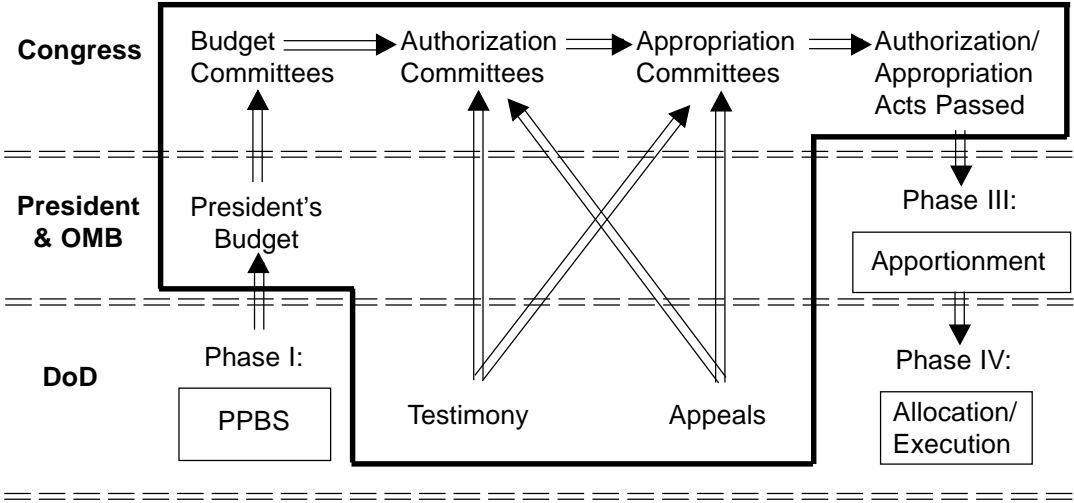 Congress
Budget
Committees
Authorization
Committees
Appropriation
Committees
Authorization/
Appropriation
Acts Passed
President
& OMB
President's
Budget
Phase III:
Apportionment
DoD
Phase I:
PPBS
Testimony
Appeals
Phase IV:
Allocation/
Execution